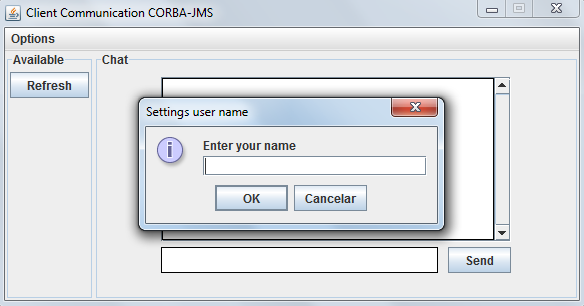 Client Communication CORBA-JMS
Options
Available
Chat
Refresh
Settings user name
Enter your name
OK
Cancelar
Send